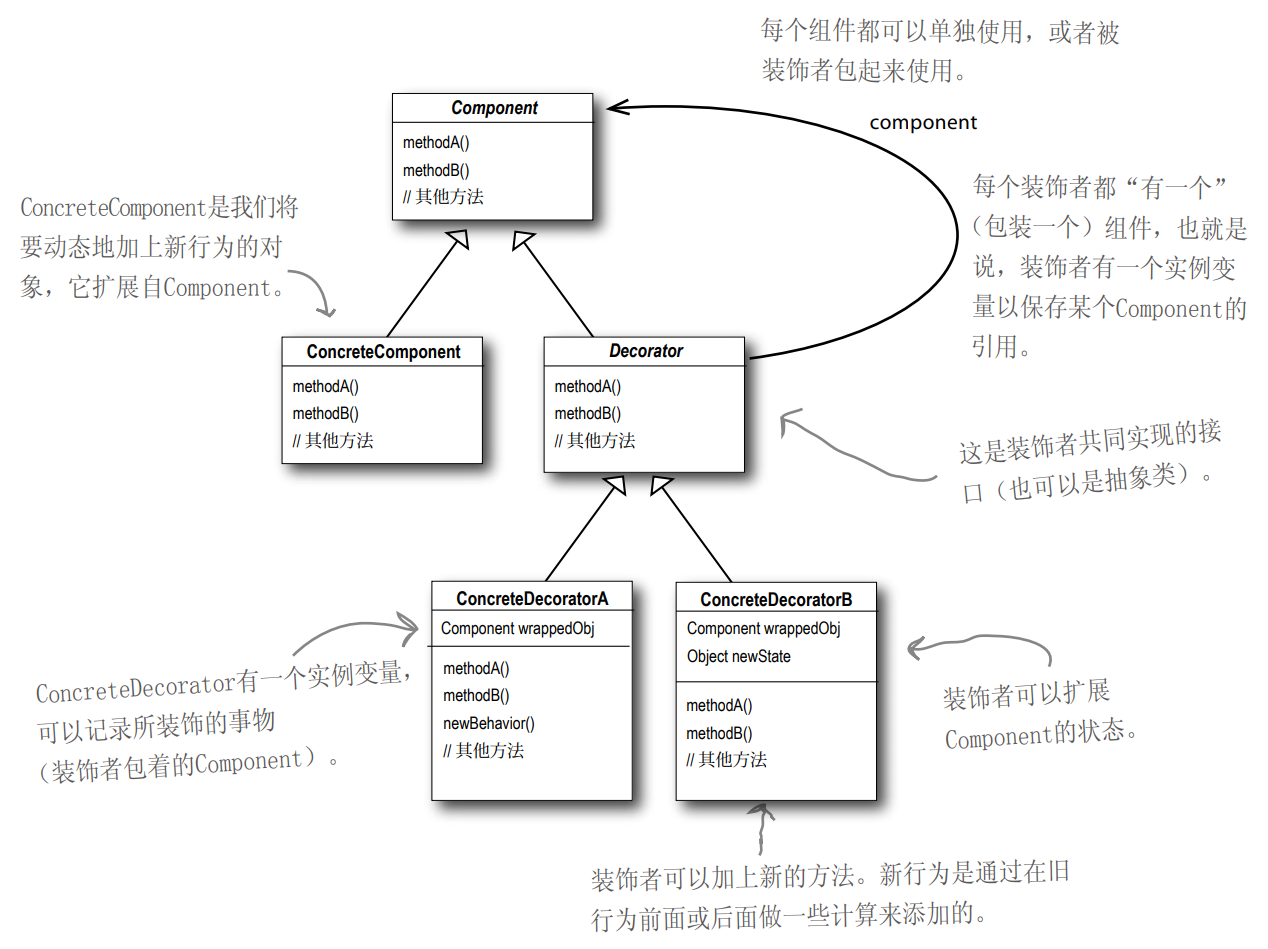 每个组件都可以单独使用，或者被
装饰者包起来使用。
Component
methodA()
methodB()
// 其他方法
component
ConcreteComponent是我们将
要动态地加上新行为的对
象，它扩展自Component。
每个装饰者都“有一个”
（包装一个）组件，也就是
说，装饰者有一个实例变
量以保存某个Component的
引用。
ConcreteComponent
methodA()
methodB()
// 其他方法
Decorator
methodA()
methodB()
// 其他方法
这是装饰者共同实现的接
口（也可以是抽象类）。
ConcreteDecoratorA
Component wrappedObj
methodA()
methodB()
newBehavior()
// 其他方法
ConcreteDecoratorB
Component wrappedObj
Object newState
methodA()
methodB()
// 其他方法
ConcreteDecorator有一个实例变量，
可以记录所装饰的事物
（装饰者包着的Component）。
装饰者可以扩展
Component的状态。
装饰者可以加上新的方法。新行为是通过在旧
行为前面或后面做一些计算来添加的。